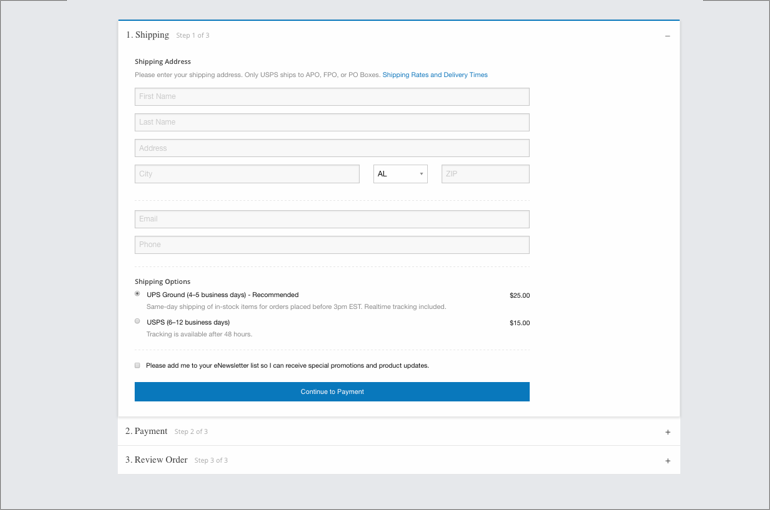 1. Shipping Step 1 of 3
Shipping Address
Please enter your shipping address. Only USPS ships to APO, FPO, or PO Boxes. Shipping Rates and Delivery Times
First Name
Last Name
Address
City AL ZIP
Email
Phone
Shipping Options
UPS Ground (4–5 business days) - Recommended $25.00
Same-day shipping of in-stock items for orders placed before 3pm EST. Realtime tracking included.
USPS (6–12 business days) $15.00
Tracking is available after 48 hours.
Please add me to your eNewsletter list so I can receive special promotions and product updates.
Continue to Payment
2. Payment Step 2 of 3
3. Review Order Step 3 of 3